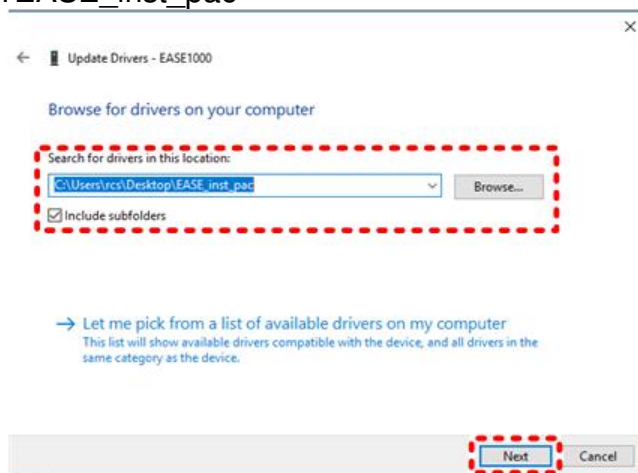 EASE_inst_pac
Update Drivers - EASE1000
Browse for drivers on your computer
Search for drivers in this location:
C:\Users\rcs\Desktop\EASE_inst_pac
Browse...
Include subfolders
→ Let me pick from a list of available drivers on my computer
This list will show available drivers compatible with the device, and all drivers in the
same category as the device.
Next Cancel